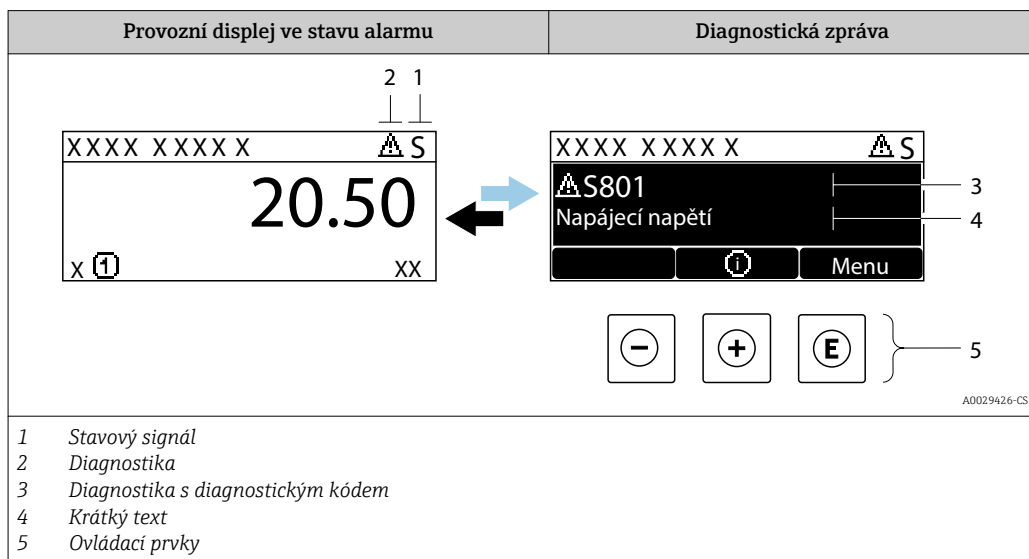 Provozní displej ve stavu alarmu
Diagnostická zpráva
2 1
XXXX XXXX X ⚠ S
20.50
x 1 XX
XXXX XXXX X ⚠ S
⚠S801
3
Napájecí napětí
4
i Menu
− + E
5
A0029426-CS
1 Stavový signál
2 Diagnostika
3 Diagnostika s diagnostickým kódem
4 Krátký text
5 Ovládací prvky